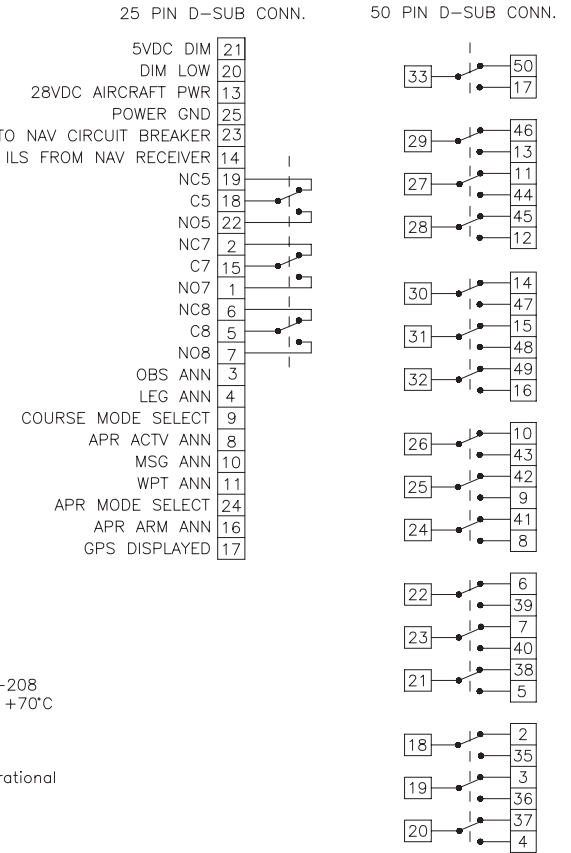 25 PIN D-SUB CONN.
5VDC DIM 21
DIM LOW 20
28VDC AIRCRAFT PWR 13
POWER GND 25
TO NAV CIRCUIT BREAKER 23
ILS FROM NAV RECEIVER 14
NC5 19
C5 18
NO5 22
NC7 2
C7 15
NO7 1
NC8 6
C8 5
NO8 7
OBS ANN 3
LEG ANN 4
COURSE MODE SELECT 9
APR ACTV ANN 8
MSG ANN 10
WPT ANN 11
APR MODE SELECT 24
APR ARM ANN 16
GPS DISPLAYED 17
-208
+70°C
rational
50 PIN D-SUB CONN.
50
33
17
46
29
13
11
27
44
45
28
12
14
30
47
15
31
48
49
32
16
10
26
43
42
25
9
41
24
8
6
22
39
7
23
40
38
21
5
2
18
35
3
19
36
37
20
4